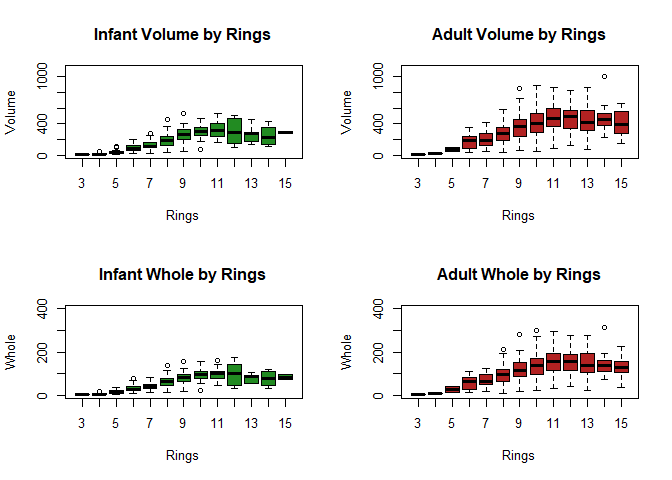 Infant Volume by Rings
Volume
0 400 1000
3 5 7 9 11 13 15
Rings
Adult Volume by Rings
Volume
0 400 1000
3 5 7 9 11 13 15
Rings
Infant Whole by Rings
Whole
0 200 400
3 5 7 9 11 13 15
Rings
Adult Whole by Rings
Whole
0 200 400
3 5 7 9 11 13 15
Rings